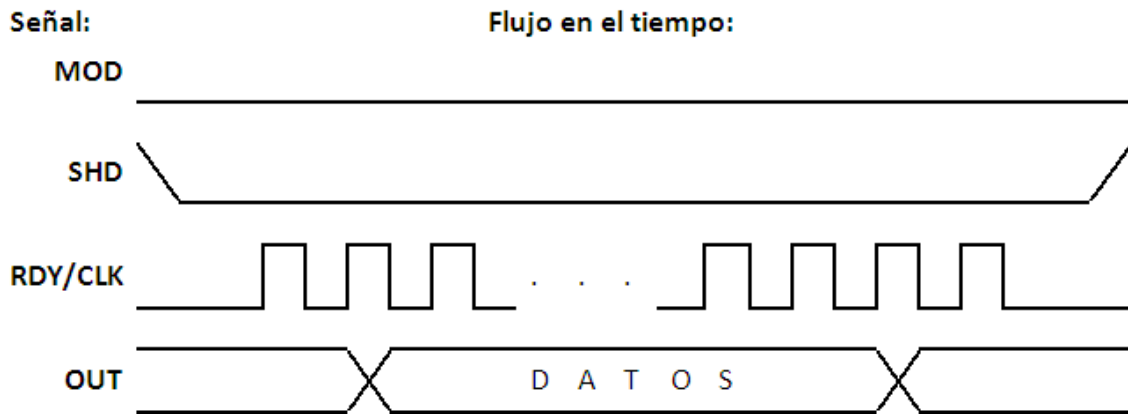 Señal: Flujo en el tiempo:
MOD
SHD
RDY/CLK . . .
OUT D A T O S